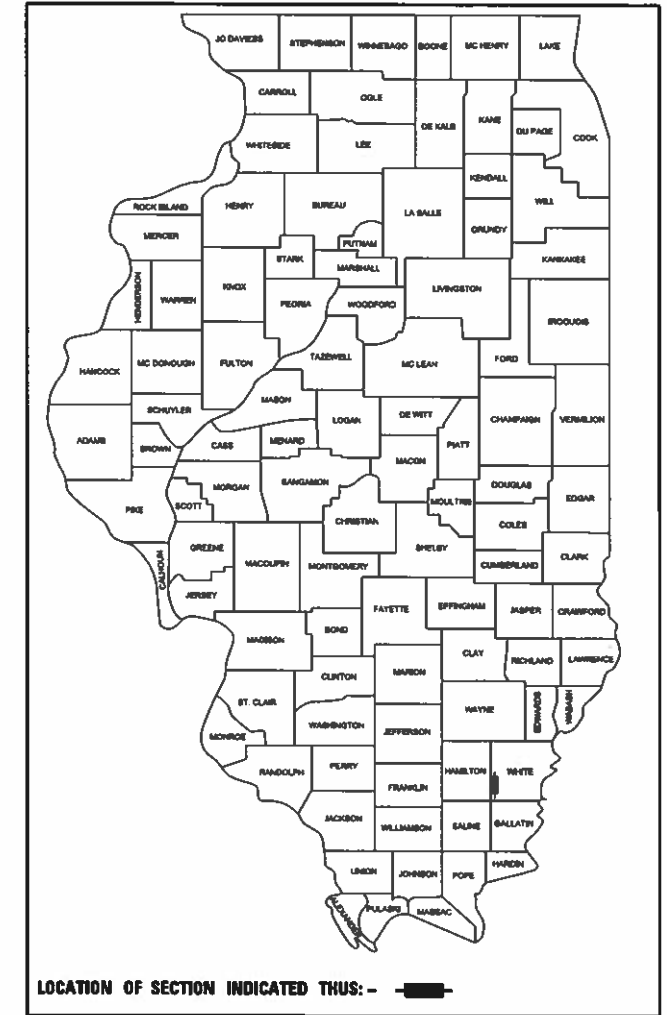 JO DAVIESS STEPHENSON WINNEBAGO BOONE MC HENRY LAKE
CARROLL OGLE DE KALB KANE DU PAGE COOK
WHITESIDE LEE
KENDALL
ROCK ISLAND HENRY BUREAU LA SALLE WILL
MERCER PUTNAM GRUNDY
STARK MARSHALL KANKAKEE
HENDERSON WARREN KNOX PEORIA WOODFORD LIVINGSTON
IROQUOIS
HANCOCK MC DONOUGH FULTON TAZEWELL MC LEAN FORD
MASON
SCHUYLER LOGAN DE WITT CHAMPAIGN VERMILION
ADAMS BROWN CASS MENARD PIATT
MACON
MORGAN SANGAMON DOUGLAS
PIKE SCOTT MOULTRIE EDGAR
CHRISTIAN COLES
GREENE SHELBY
CALHOUN MACOUPIN MONTGOMERY CUMBERLAND CLARK
JERSEY FAYETTE EFFINGHAM JASPER CRAWFORD
MADISON BOND
CLAY RICHLAND LAWRENCE
CLINTON MARION
ST. CLAIR WAYNE EDWARDS WABASH
WASHINGTON JEFFERSON
MONROE
RANDOLPH PERRY HAMILTON WHITE
FRANKLIN
JACKSON WILLIAMSON SALINE GALLATIN
UNION JOHNSON POPE HARDIN
ALEXANDER PULASKI MASSAC
LOCATION OF SECTION INDICATED THUS: -